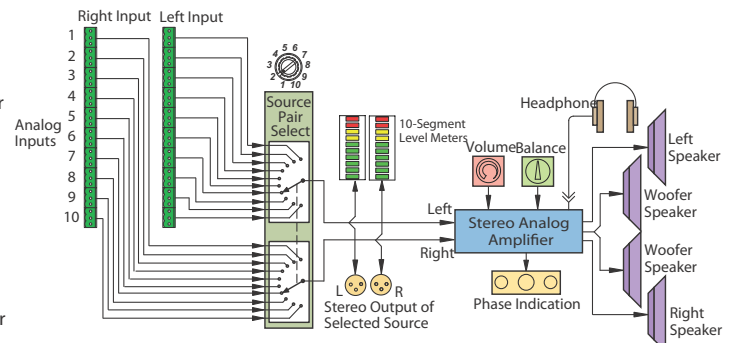 Right Input
Left Input
1
2
3
4
5
6
7
8
9
10
Analog
Inputs
r
r
1 2 3 4 5 6 7 8 9 10
Source
Pair
Select
10-Segment
Level Meters
Volume
Balance
Headphone
Left
Right
Stereo Analog
Amplifier
Phase Indication
L
R
Stereo Output of
Selected Source
Left
Speaker
Woofer
Speaker
Woofer
Speaker
Right
Speaker